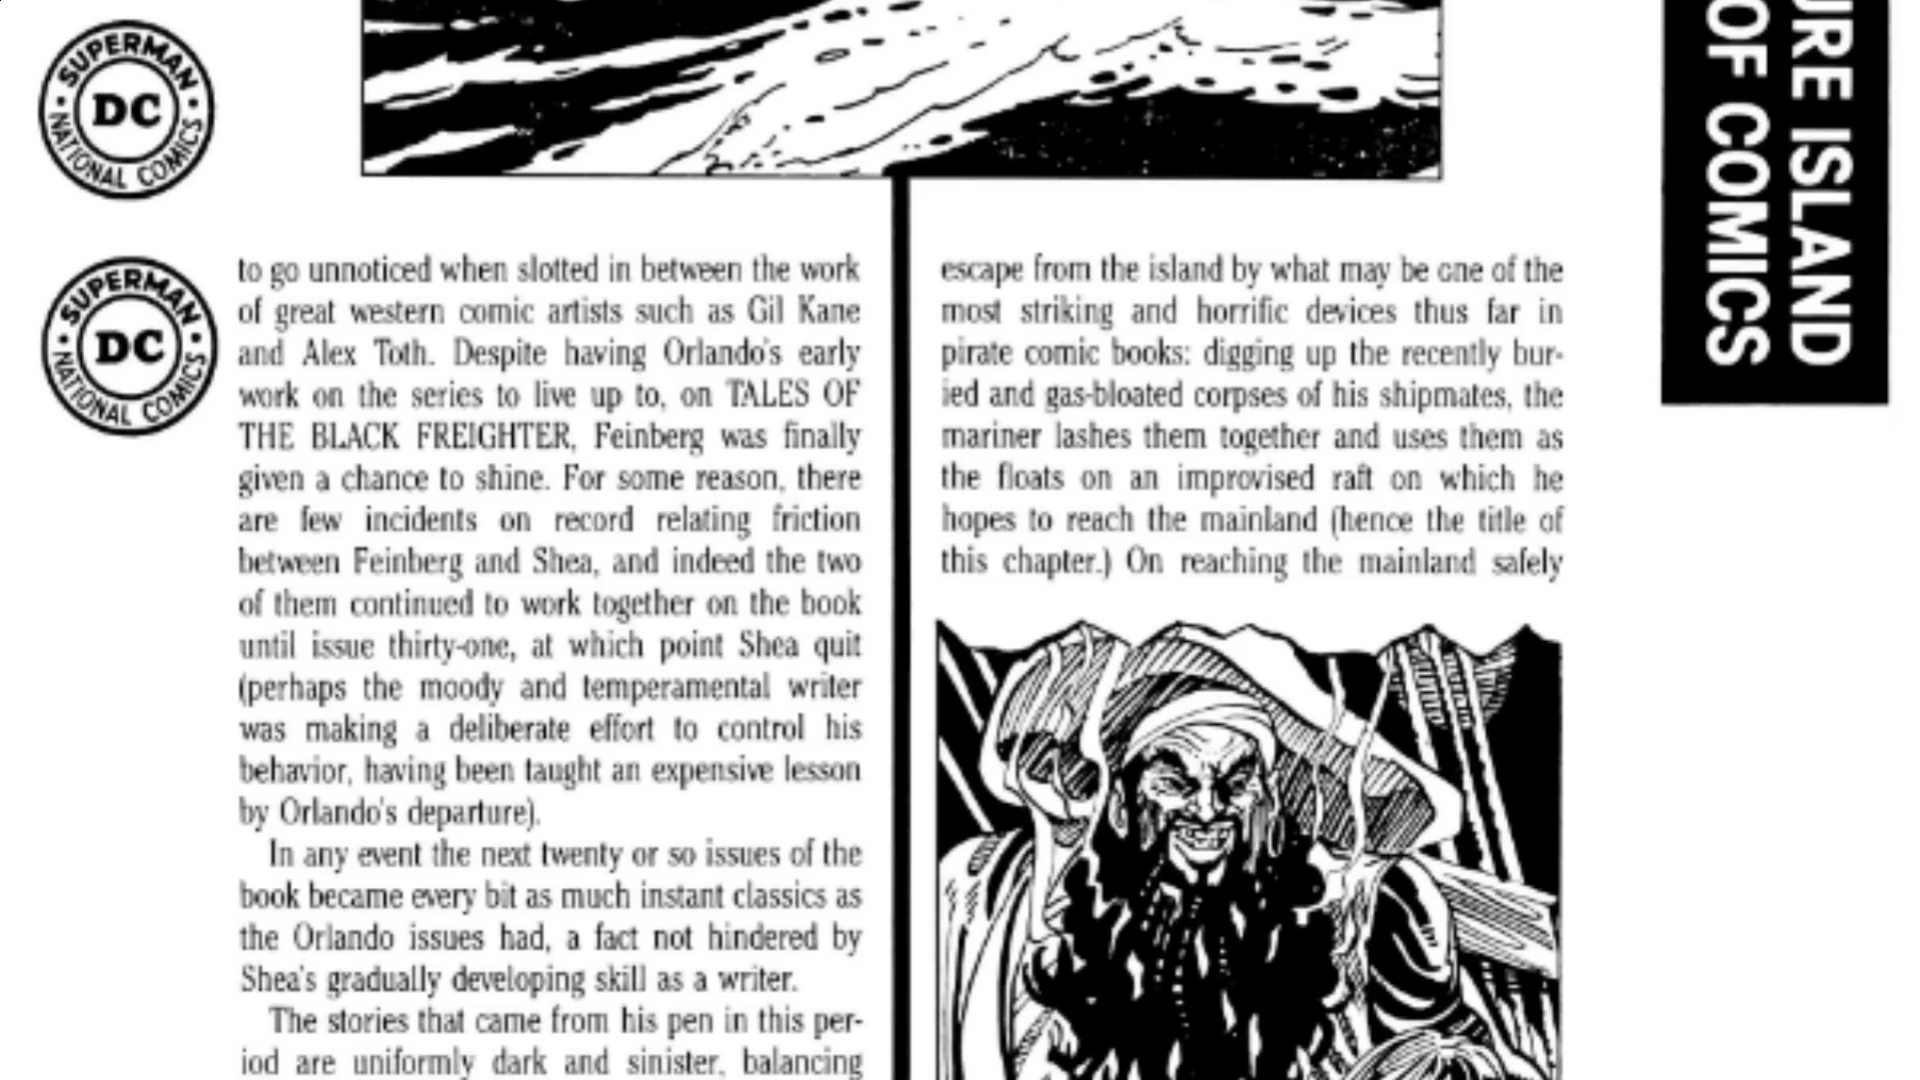 SUPERMAN
DC
NATIONAL COMICS
SUPERMAN
DC
NATIONAL COMICS
to go unnoticed when slotted in between the work
of great western comic artists such as Gil Kane
and Alex Toth. Despite having Orlando's early
work on the series to live up to, on TALES OF
THE BLACK FREIGHTER, Feinberg was finally
given a chance to shine. For some reason, there
are few incidents on record relating friction
between Feinberg and Shea, and indeed the two
of them continued to work together on the book
until issue thirty-one, at which point Shea quit
(perhaps the moody and temperamental writer
was making a deliberate effort to control his
behavior, having been taught an expensive lesson
by Orlando's departure).
In any event the next twenty or so issues of the
book became every bit as much instant classics as
the Orlando issues had, a fact not hindered by
Shea's gradually developing skill as a writer.
The stories that came from his pen in this per-
iod are uniformly dark and sinister, balancing
escape from the island by what may be one of the
most striking and horrific devices thus far in
pirate comic books: digging up the recently bur-
ied and gas-bloated corpses of his shipmates, the
mariner lashes them together and uses them as
the floats on an improvised raft on which he
hopes to reach the mainland (hence the title of
this chapter.) On reaching the mainland safely
URE ISLAND
OF COMICS